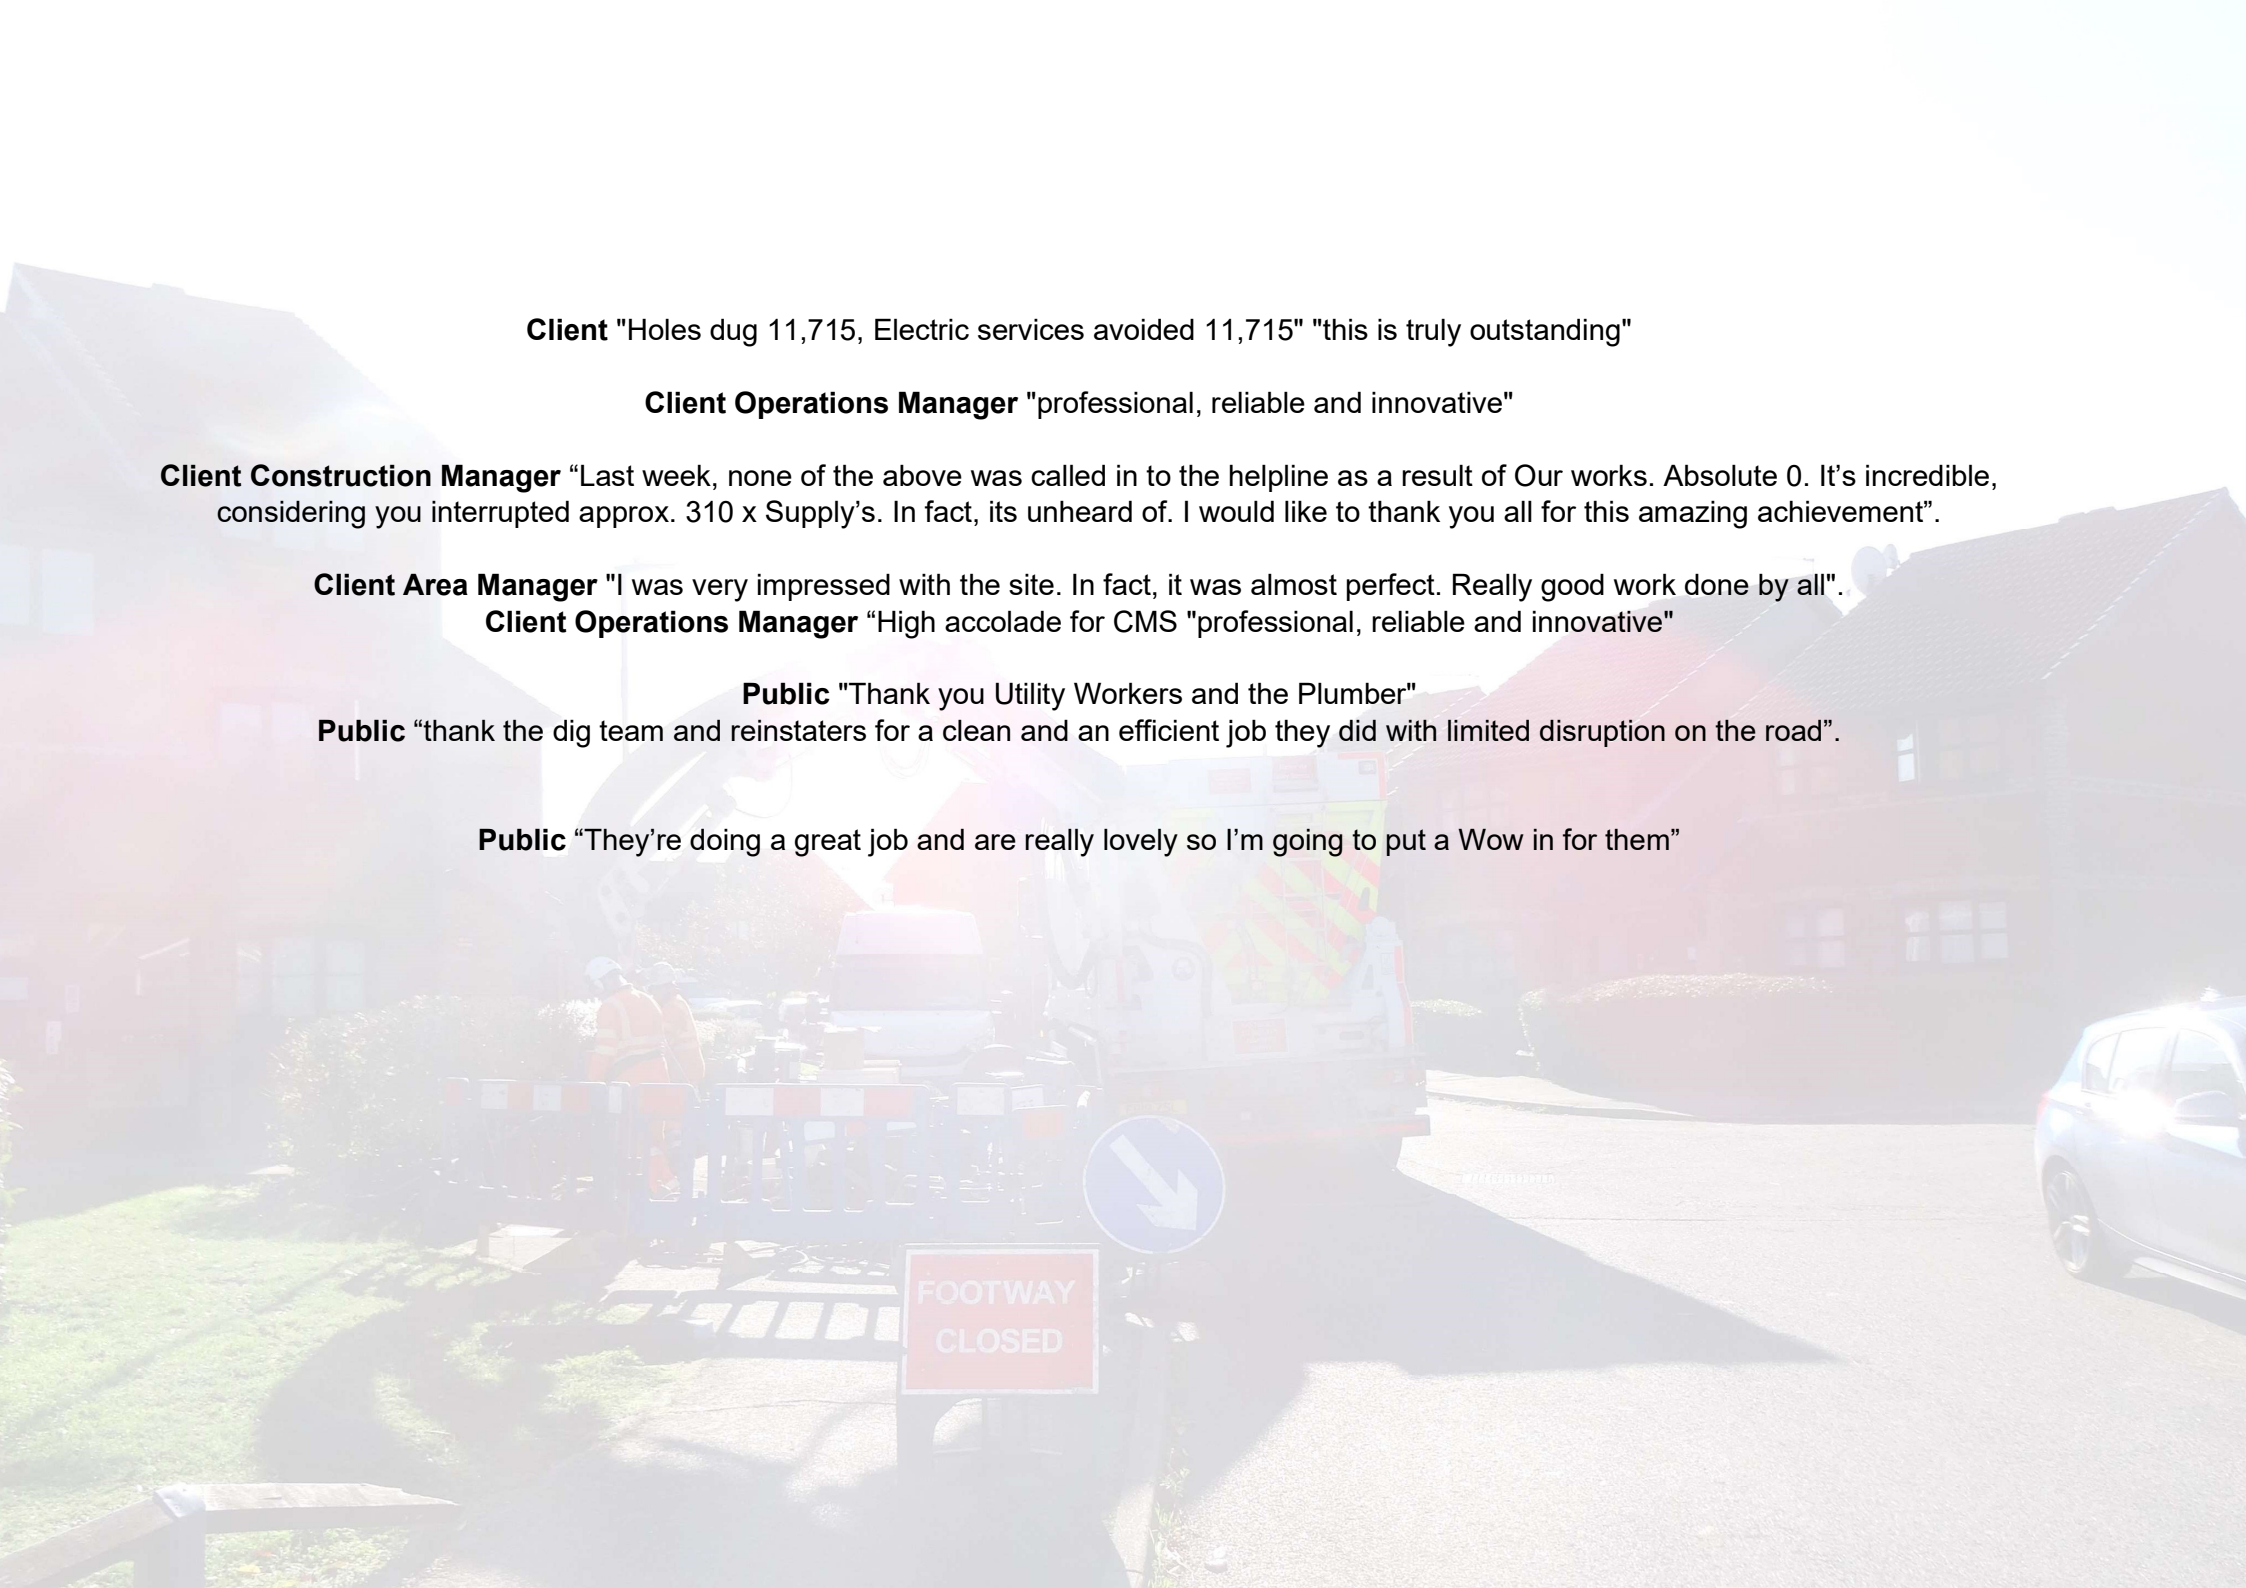 Client "Holes dug 11,715, Electric services avoided 11,715" "this is truly outstanding"
Client Operations Manager "professional, reliable and innovative"
Client Construction Manager “Last week, none of the above was called in to the helpline as a result of Our works. Absolute 0. It’s incredible,
considering you interrupted approx. 310 x Supply’s. In fact, its unheard of. I would like to thank you all for this amazing achievement”.
Client Area Manager "I was very impressed with the site. In fact, it was almost perfect. Really good work done by all".
Client Operations Manager “High accolade for CMS "professional, reliable and innovative"
Public "Thank you Utility Workers and the Plumber"
Public “thank the dig team and reinstaters for a clean and an efficient job they did with limited disruption on the road”.
Public “They’re doing a great job and are really lovely so I’m going to put a Wow in for them”
FOOTWAY
CLOSED